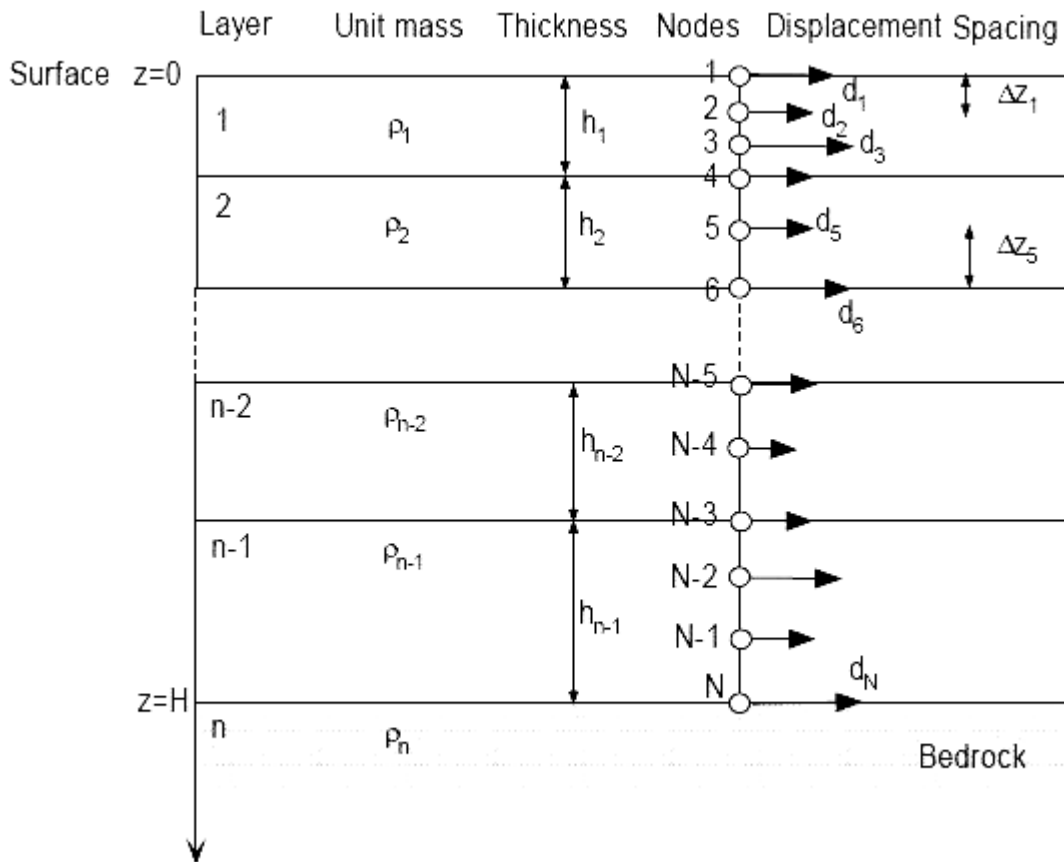 Layer Unit mass Thickness Nodes Displacement Spacing
Surface z=0 1 d₁ Δz₁
1 ρ₁ h₁ 2 d₂
3 d₃
4
2 ρ₂ h₂ 5 d₅ Δz₅
6 d₆
N-5
n-2 ρₙ₋₂ hₙ₋₂ N-4
N-3
n-1 ρₙ₋₁ N-2
hₙ₋₁ N-1
z=H N d_N
n ρₙ Bedrock